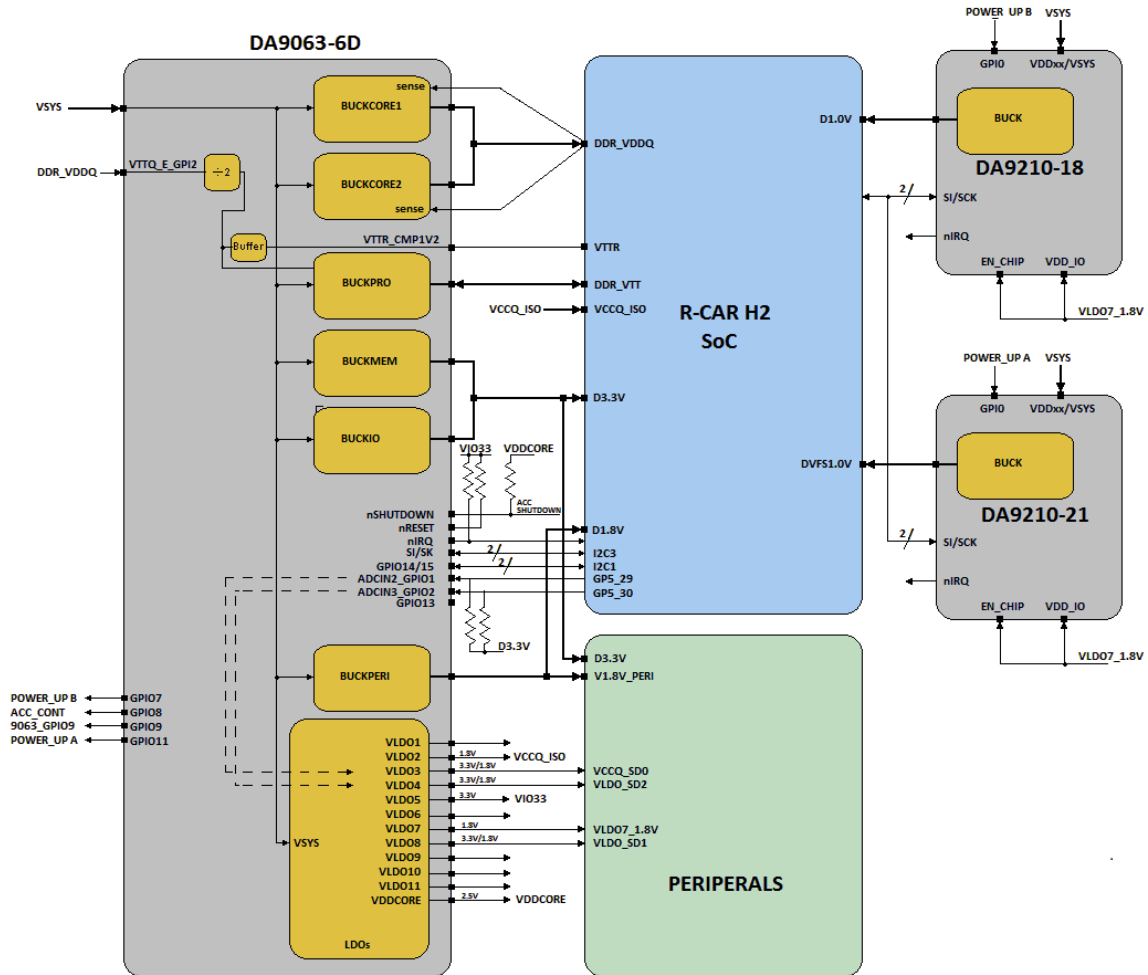 POWER_UP B
VSYS
DA9063-6D
GPI0
VDDxx/VSYS
sense
BUCKCORE1
VSYS
BUCK
D1.0V
DDR_VDDQ
VTTQ_E_GPI2
÷2
DDR_VDDQ
DA9210-18
BUCKCORE2
2/
SI/SCK
sense
nIRQ
Buffer
VTTR_CMP1V2
VTTR
EN_CHIP
VDD_IO
BUCKPRO
DDR_VTT
VCCQ_ISO
VCCQ_ISO
R-CAR H2
SoC
VLDO7_1.8V
BUCKMEM
POWER_UP A
VSYS
D3.3V
GPI0
VDDxx/VSYS
BUCKIO
VIO33
VDDCORE
DVFS1.0V
BUCK
ACC
SHUTDOWN
nSHUTDOWN
DA9210-21
nRESET
D1.8V
nIRQ
SI/SK
2/
I2C3
2/
SI/SCK
GPIO14/15
2/
I2C1
ADCIN2_GPIO1
GP5_29
nIRQ
ADCIN3_GPIO2
GP5_30
GPIO13
EN_CHIP
VDD_IO
D3.3V
D3.3V
VLDO7_1.8V
BUCKPERI
V1.8V_PERI
POWER_UP B
GPIO7
ACC_CONT
GPIO8
9063_GPIO9
GPIO9
POWER_UP A
GPIO11
VLDO1
VLDO2
1.8V
VCCQ_ISO
VLDO3
3.3V/1.8V
VCCQ_SD0
VLDO4
3.3V/1.8V
VLDO_SD2
VLDO5
3.3V
VIO33
VLDO6
VLDO7
1.8V
VLDO7_1.8V
VSYS
VLDO8
3.3V/1.8V
VLDO_SD1
VLDO9
VLDO10
VLDO11
PERIPERALS
VDDCORE
2.5V
VDDCORE
LDOs